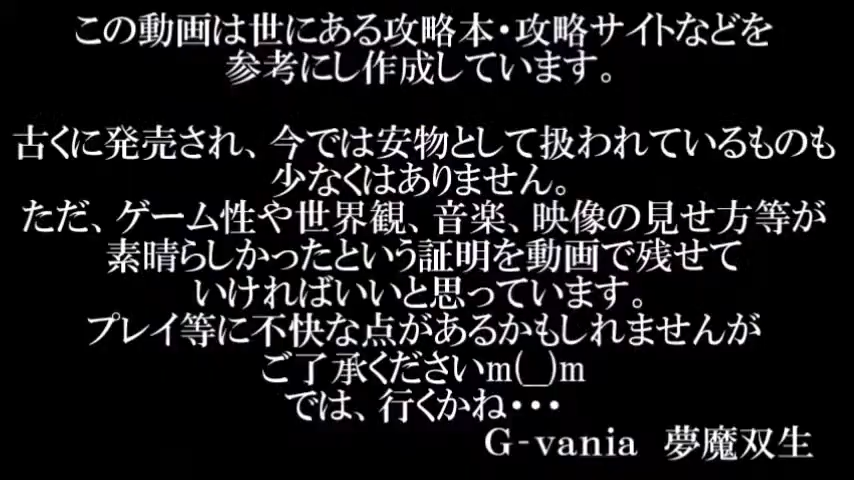 この動画は世にある攻略本・攻略サイトなどを
参考にし作成しています。
古くに発売され、今では安物として扱われているものも
少なくはありません。
ただ、ゲーム性や世界観、音楽、映像の見せ方等が
素晴らしかったという証明を動画で残せて
いければいいと思っています。
プレイ等に不快な点があるかもしれませんが
ご了承くださいm(__)m
では、行くかね・・・
G-vania 夢魔双生